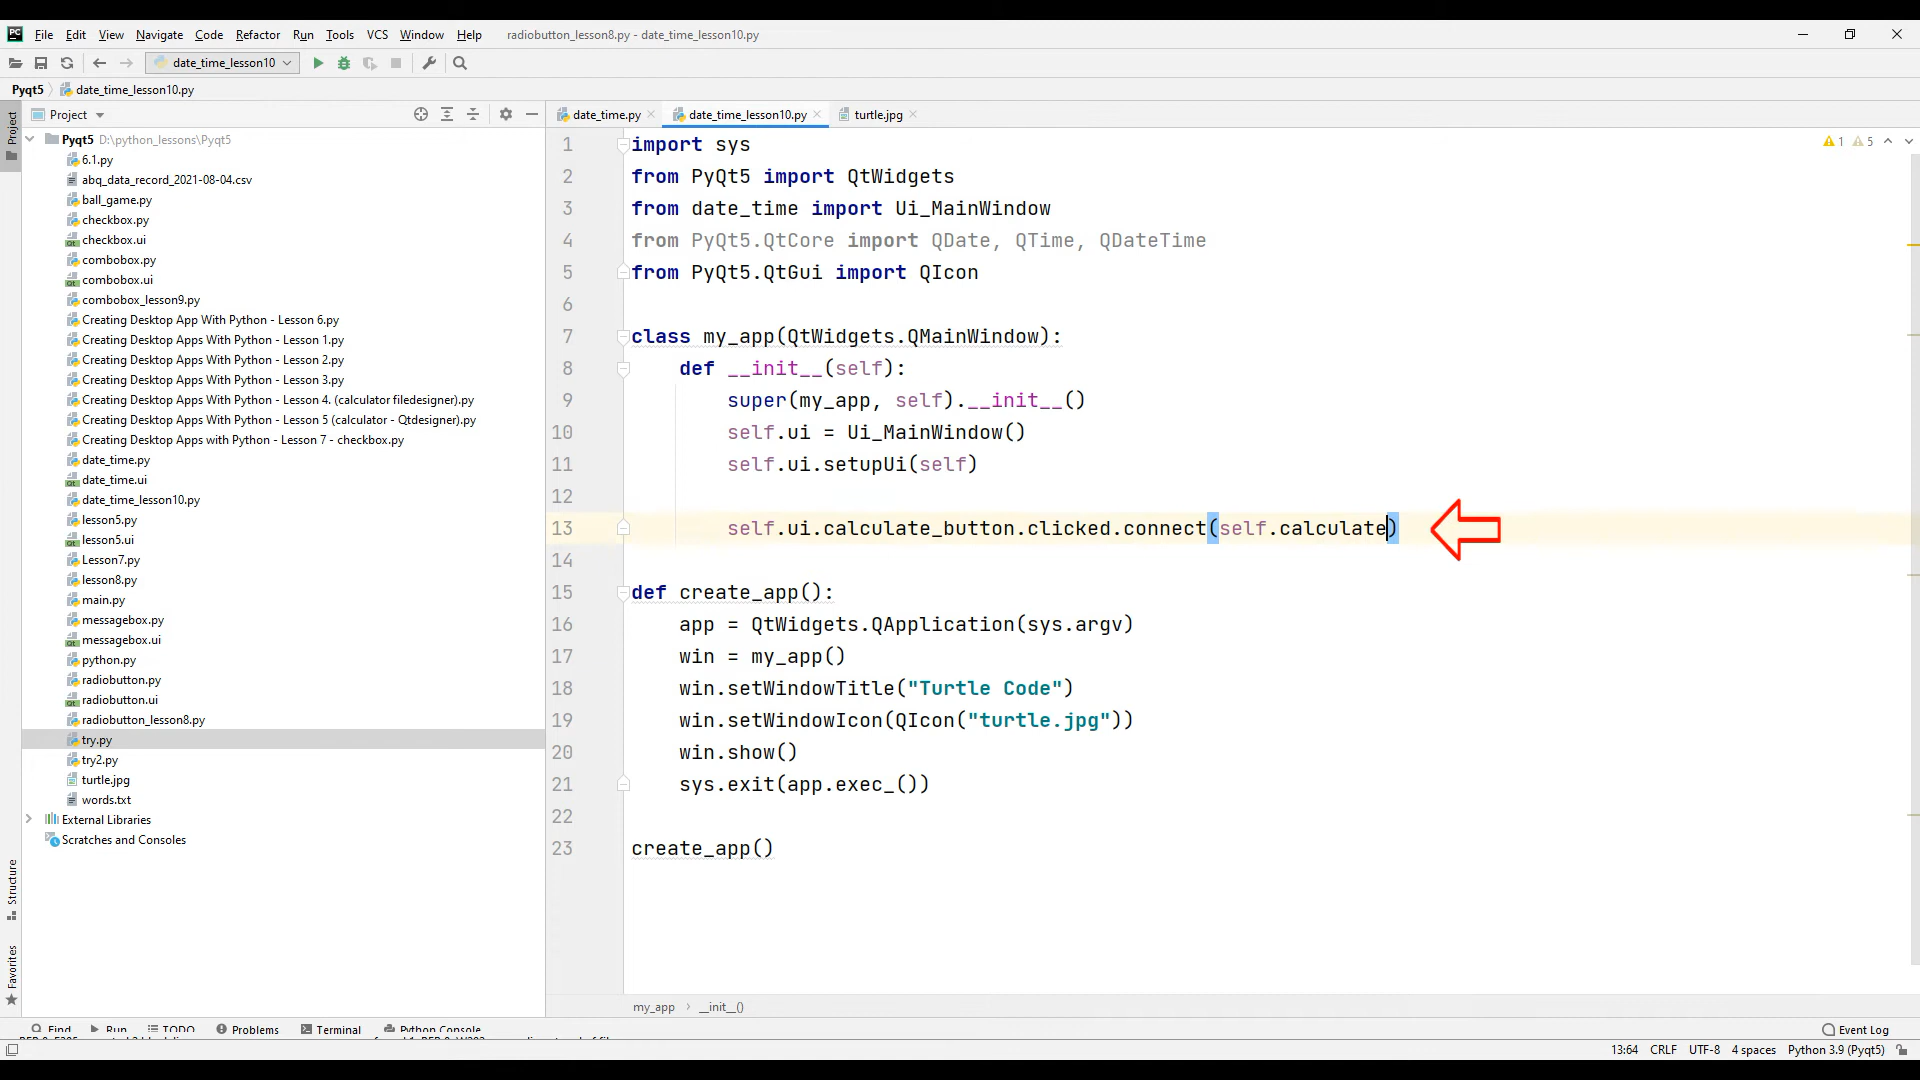 PC File Edit View Navigate Code Refactor Run Tools VCS Window Help radiobutton_lesson8.py - date_time_lesson10.py
date_time_lesson10
Pyqt5 date_time_lesson10.py
Project
Project
Structure
Favorites
Pyqt5 D:\python_lessons\Pyqt5
6.1.py
abq_data_record_2021-08-04.csv
ball_game.py
checkbox.py
checkbox.ui
combobox.py
combobox.ui
combobox_lesson9.py
Creating Desktop App With Python - Lesson 6.py
Creating Desktop Apps With Python - Lesson 1.py
Creating Desktop Apps With Python - Lesson 2.py
Creating Desktop Apps With Python - Lesson 3.py
Creating Desktop Apps With Python - Lesson 4. (calculator filedesigner).py
Creating Desktop Apps With Python - Lesson 5 (calculator - Qtdesigner).py
Creating Desktop Apps with Python - Lesson 7 - checkbox.py
date_time.py
date_time.ui
date_time_lesson10.py
lesson5.py
lesson5.ui
Lesson7.py
lesson8.py
main.py
messagebox.py
messagebox.ui
python.py
radiobutton.py
radiobutton.ui
radiobutton_lesson8.py
try.py
try2.py
turtle.jpg
words.txt
External Libraries
Scratches and Consoles
date_time.py date_time_lesson10.py turtle.jpg
1 5
1 import sys
2 from PyQt5 import QtWidgets
3 from date_time import Ui_MainWindow
4 from PyQt5.QtCore import QDate, QTime, QDateTime
5 from PyQt5.QtGui import QIcon
6
7 class my_app(QtWidgets.QMainWindow):
8 def __init__(self):
9 super(my_app, self).__init__()
10 self.ui = Ui_MainWindow()
11 self.ui.setupUi(self)
12
13 self.ui.calculate_button.clicked.connect(self.calculate)
14
15 def create_app():
16 app = QtWidgets.QApplication(sys.argv)
17 win = my_app()
18 win.setWindowTitle("Turtle Code")
19 win.setWindowIcon(QIcon("turtle.jpg"))
20 win.show()
21 sys.exit(app.exec_())
22
23 create_app()
my_app __init__()
Find Run TODO Problems Terminal Python Console Event Log
13:64 CRLF UTF-8 4 spaces Python 3.9 (Pyqt5)